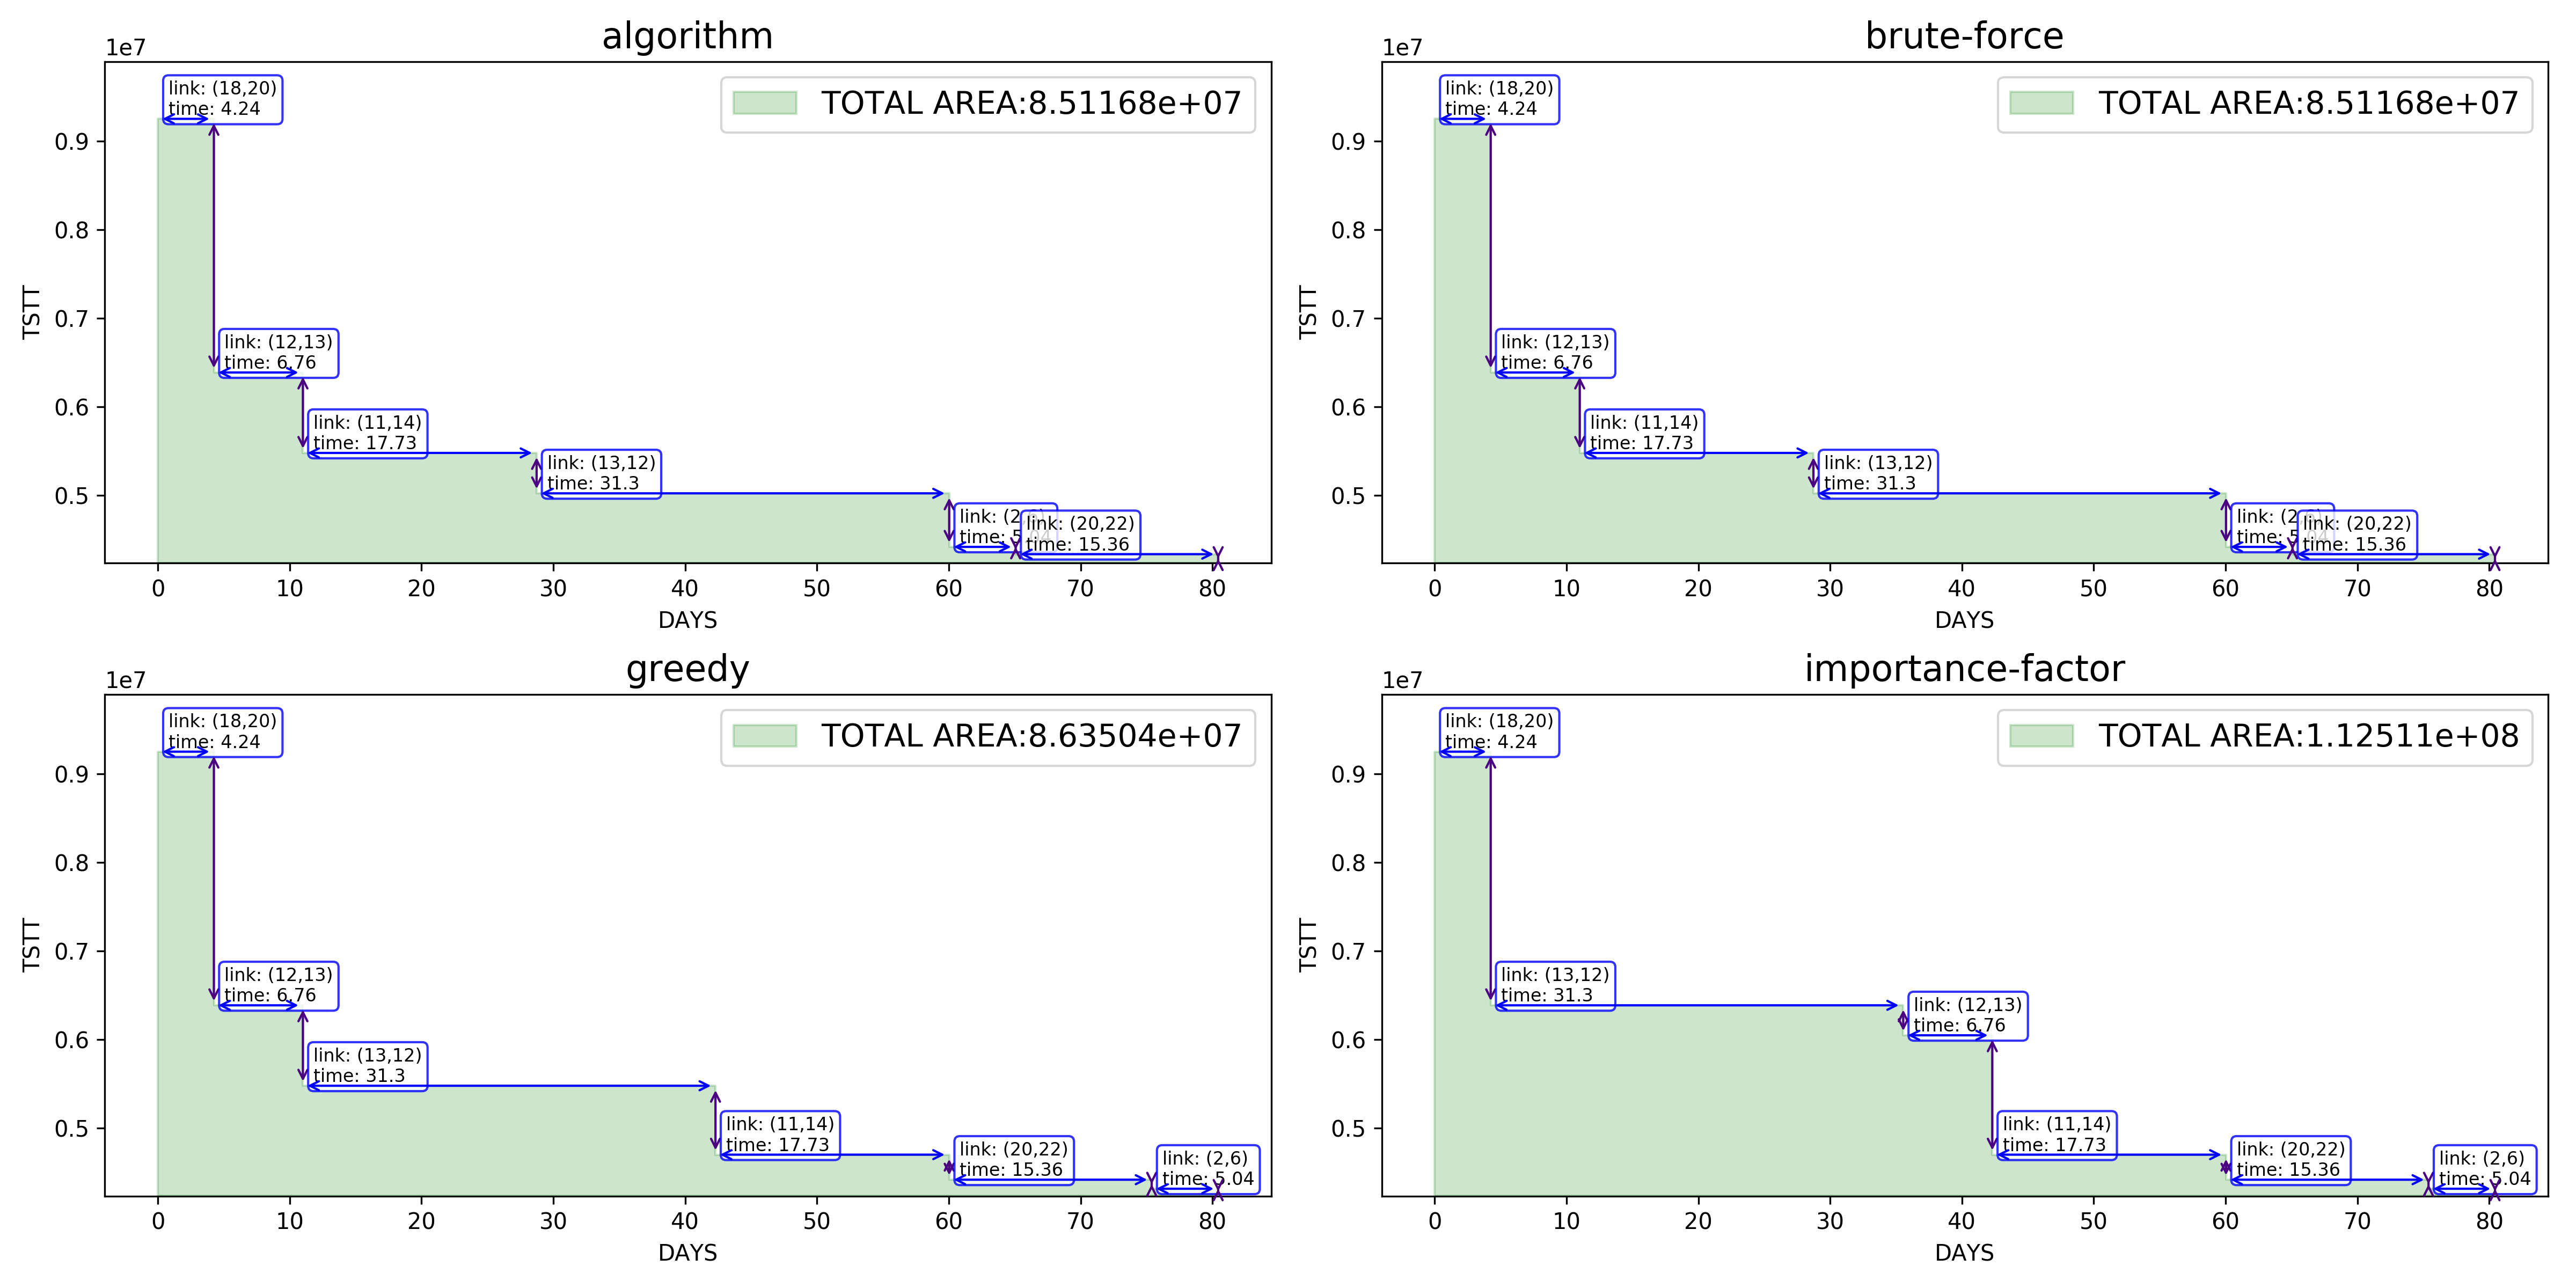 algorithm
1e7
TOTAL AREA:8.51168e+07
link: (18,20)
time: 4.24
link: (12,13)
time: 6.76
link: (11,14)
time: 17.73
link: (13,12)
time: 31.3
link: (2,
time: 5
link: (20,22)
time: 15.36
TSTT
0.9
0.8
0.7
0.6
0.5
0 10 20 30 40 50 60 70 80
DAYS
brute-force
1e7
TOTAL AREA:8.51168e+07
link: (18,20)
time: 4.24
link: (12,13)
time: 6.76
link: (11,14)
time: 17.73
link: (13,12)
time: 31.3
link: (2,
time:
link: (20,22)
time: 15.36
TSTT
0.9
0.8
0.7
0.6
0.5
0 10 20 30 40 50 60 70 80
DAYS
greedy
1e7
TOTAL AREA:8.63504e+07
link: (18,20)
time: 4.24
link: (12,13)
time: 6.76
link: (13,12)
time: 31.3
link: (11,14)
time: 17.73
link: (20,22)
time: 15.36
link: (2,6)
time: 5.04
TSTT
0.9
0.8
0.7
0.6
0.5
0 10 20 30 40 50 60 70 80
DAYS
importance-factor
1e7
TOTAL AREA:1.12511e+08
link: (18,20)
time: 4.24
link: (13,12)
time: 31.3
link: (12,13)
time: 6.76
link: (11,14)
time: 17.73
link: (20,22)
time: 15.36
link: (2,6)
time: 5.04
TSTT
0.9
0.8
0.7
0.6
0.5
0 10 20 30 40 50 60 70 80
DAYS